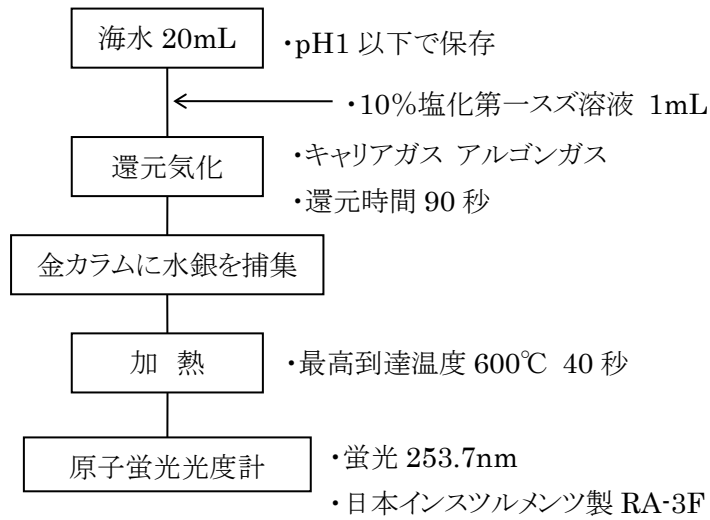 海水 20mL
・pH1 以下で保存
・10％塩化第一スズ溶液 1mL
還元気化
・キャリアガス アルゴンガス
・還元時間 90 秒
金カラムに水銀を捕集
加 熱
・最高到達温度 600℃ 40 秒
原子蛍光光度計
・蛍光 253.7nm
・日本インスツルメンツ製 RA-3F